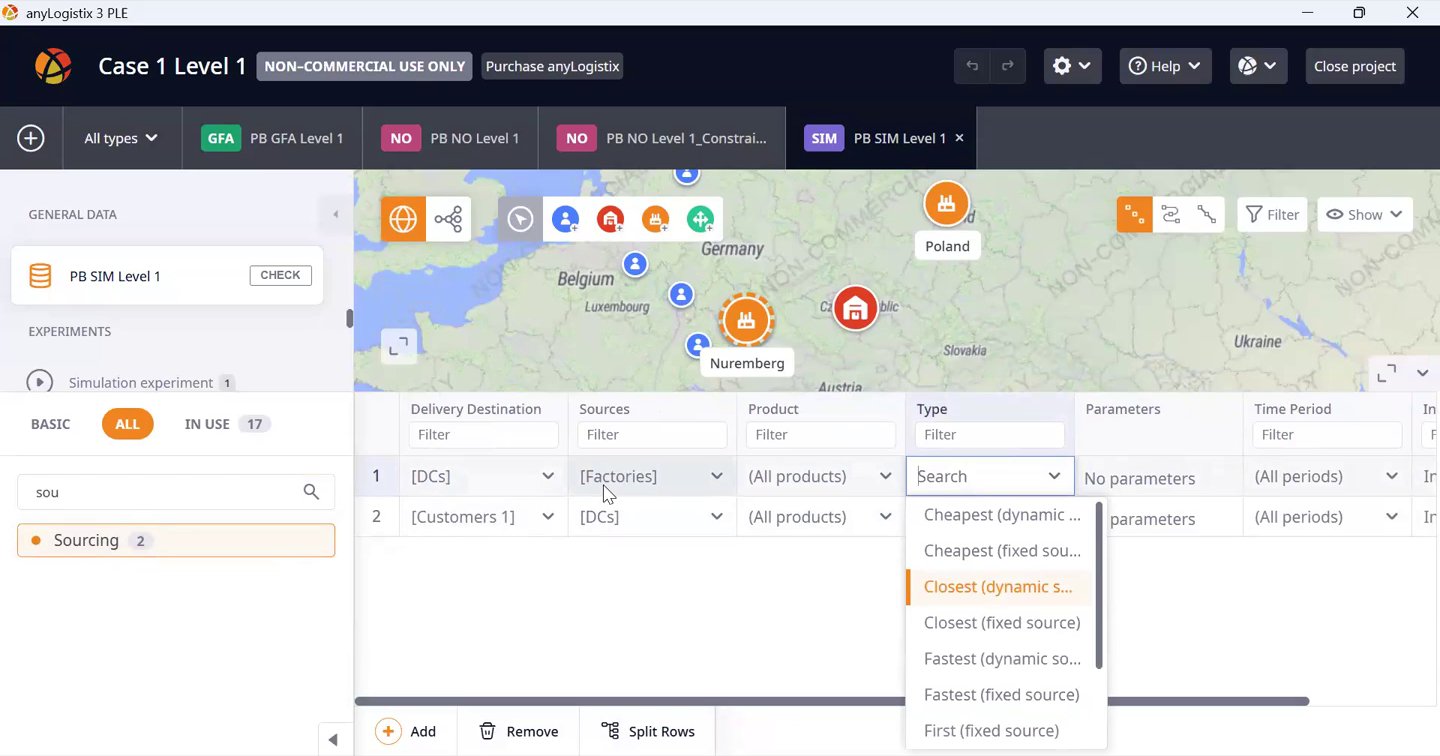 anyLogistix 3 PLE
Case 1 Level 1
NON-COMMERCIAL USE ONLY
Purchase anyLogistix
Help
Close project
All types
GFA PB GFA Level 1
NO PB NO Level 1
NO PB NO Level 1_Constrai...
SIM PB SIM Level 1
GENERAL DATA
PB SIM Level 1
CHECK
EXPERIMENTS
Simulation experiment 1
Filter
Show
Poland
Germany
Belgium
Luxembourg
Nuremberg
Slovakia
Ukraine
Austria
BASIC
ALL
IN USE 17
sou
Sourcing 2
Delivery Destination Sources Product Type Parameters Time Period In
Filter Filter Filter Filter Filter F
1 [DCs] [Factories] (All products) Search No parameters (All periods) In
2 [Customers 1] [DCs] (All products) parameters (All periods) In
Cheapest (dynamic ...
Cheapest (fixed sou...
Closest (dynamic s...
Closest (fixed source)
Fastest (dynamic so...
Fastest (fixed source)
First (fixed source)
Add
Remove
Split Rows